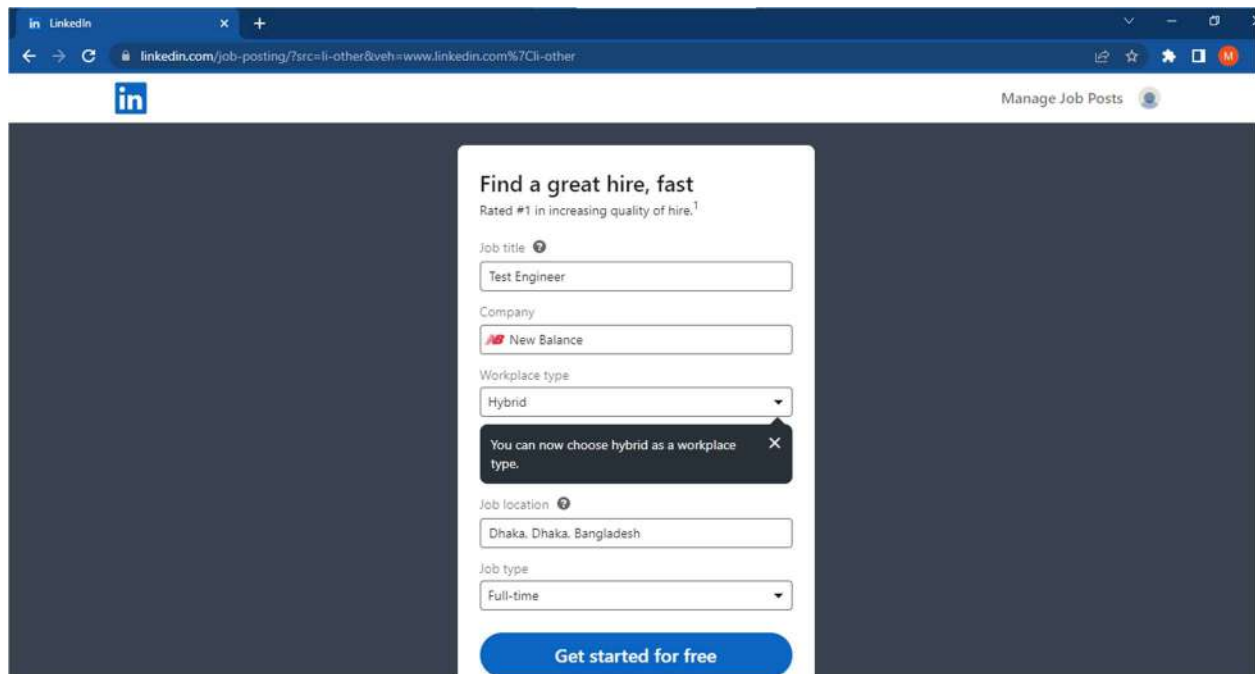 in LinkedIn
linkedin.com/job-posting/?src=li-other&veh=www.linkedin.com%7Cli-other
M
in
Manage Job Posts
Find a great hire, fast
Rated #1 in increasing quality of hire.1
Job title
Test Engineer
Company
NB New Balance
Workplace type
Hybrid
You can now choose hybrid as a workplace
type.
Job location
Dhaka, Dhaka, Bangladesh
Job type
Full-time
Get started for free